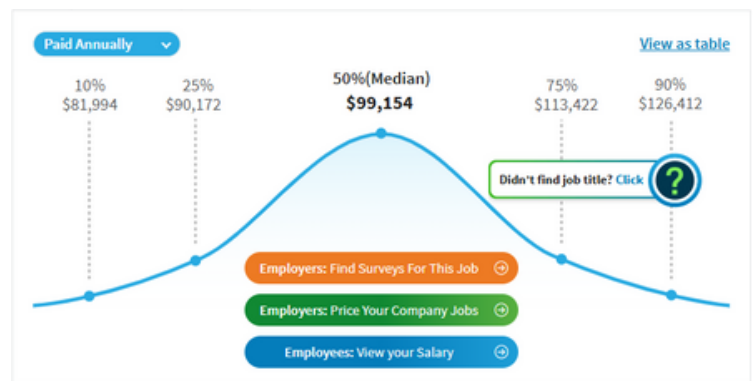 Paid Annually
View as table
10%
$81,994
25%
$90,172
50%(Median)
$99,154
75%
$113,422
90%
$126,412
Didn't find job title? Click
?
Employers: Find Surveys For This Job
Employers: Price Your Company Jobs
Employees: View your Salary